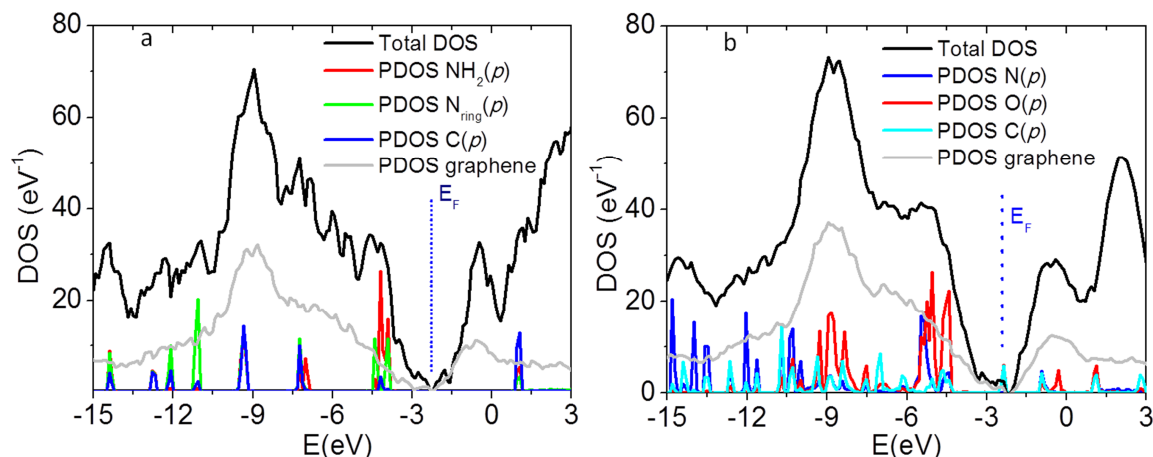 a
Total DOS
PDOS NH₂(p)
PDOS Nring(p)
PDOS C(p)
PDOS graphene
EF
DOS (eV⁻¹)
80
60
40
20
-15 -12 -9 -6 -3 0 3
E(eV)
b
Total DOS
PDOS N(p)
PDOS O(p)
PDOS C(p)
PDOS graphene
EF
DOS (eV⁻¹)
80
60
40
20
0
-15 -12 -9 -6 -3 0 3
E(eV)